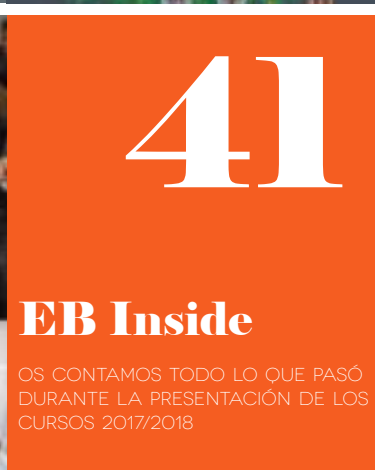 41
EB Inside
OS CONTAMOS TODO LO QUE PASÓ
DURANTE LA PRESENTACIÓN DE LOS
CURSOS 2017/2018